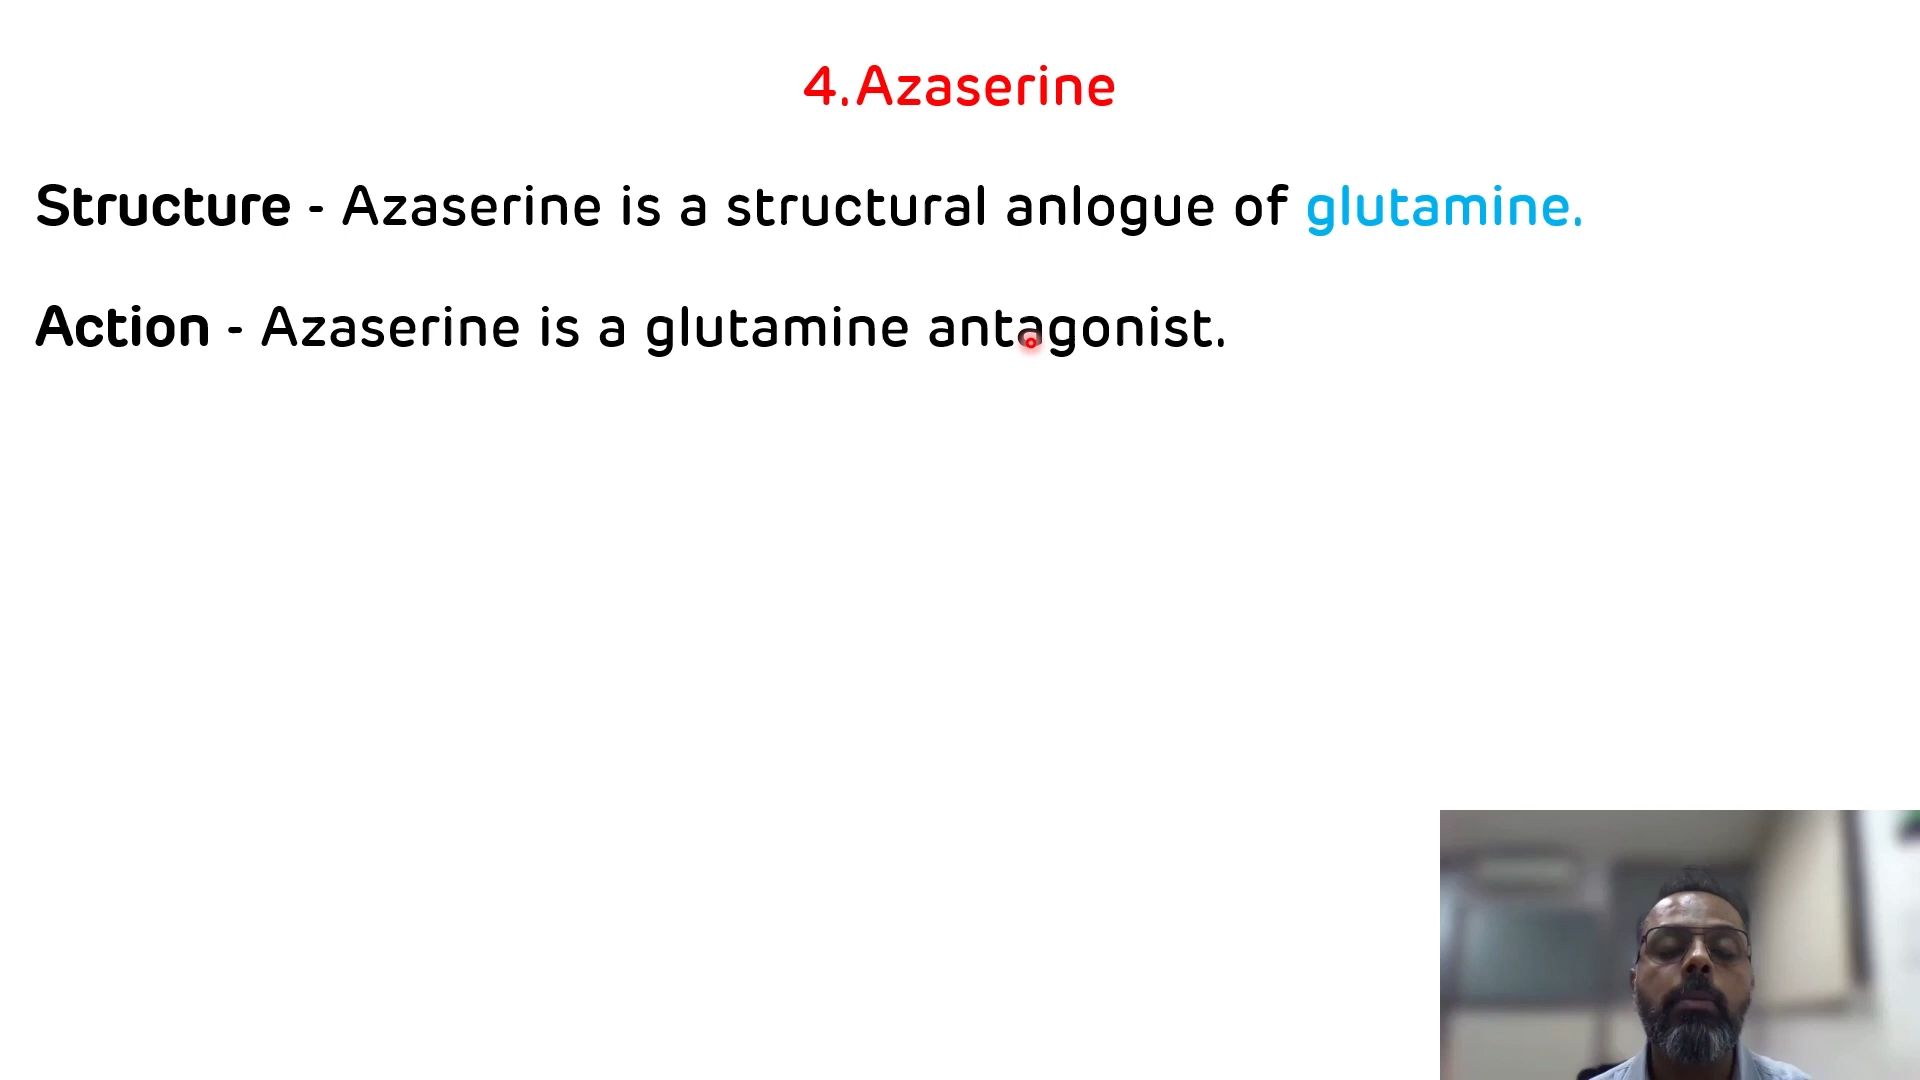 4.Azaserine
Structure - Azaserine is a structural anlogue of glutamine.
Action - Azaserine is a glutamine antagonist.